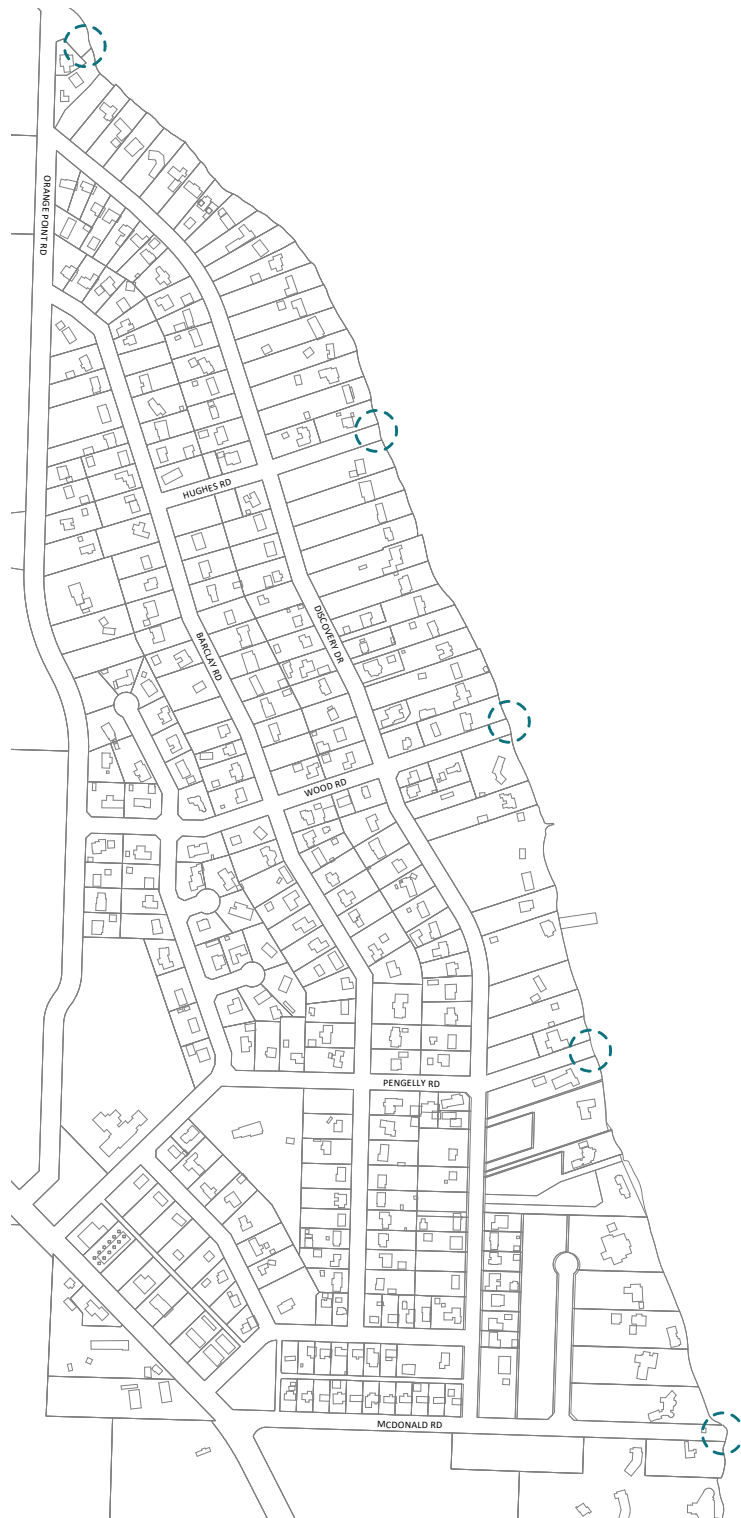 ORANGE POINT RD
HUGHES RD
DISCOVERY DR
BARCLAY RD
WOOD RD
PENGELLY RD
MCDONALD RD